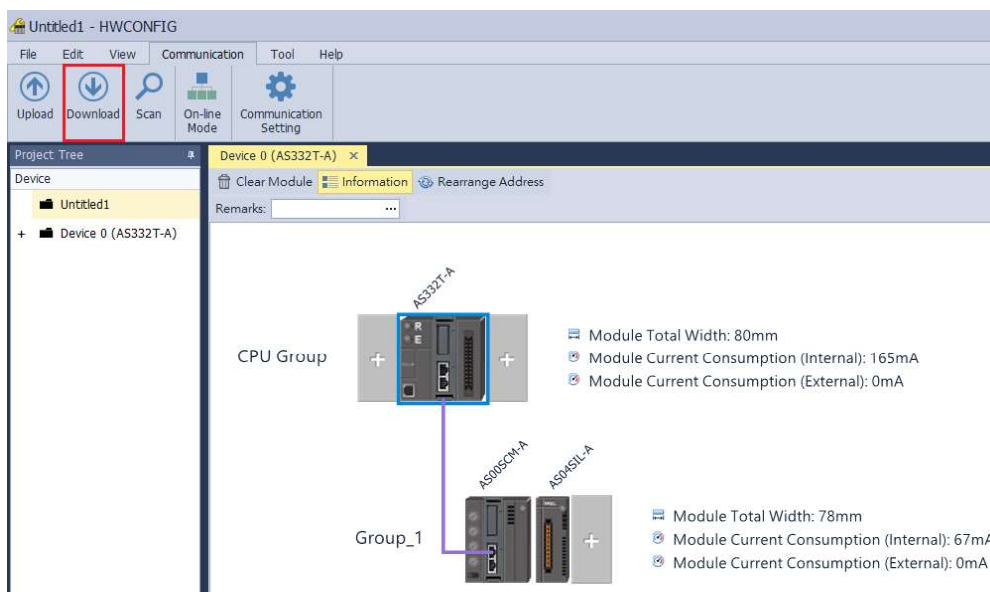 Untitled1 - HWCONFIG
File Edit View Communication Tool Help
Upload Download Scan On-line Mode Communication Setting
Project Tree
Device 0 (AS332T-A)
Device
Clear Module Information Rearrange Address
Untitled1
Remarks: ...
+ Device 0 (AS332T-A)
AS332T-A
R
E
CPU Group
+ +
Module Total Width: 80mm
Module Current Consumption (Internal): 165mA
Module Current Consumption (External): 0mA
AS00SCM-A AS04SIL-A
Group_1
+
Module Total Width: 78mm
Module Current Consumption (Internal): 67mA
Module Current Consumption (External): 0mA